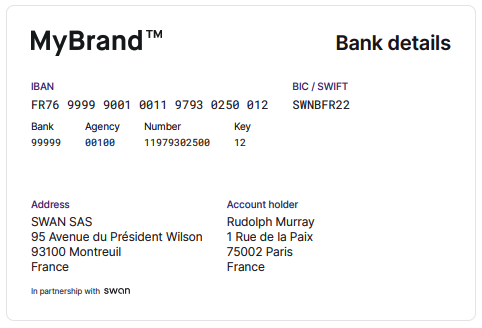 MyBrand™
Bank details
IBAN
FR76 9999 9001 0011 9793 0250 012
BIC / SWIFT
SWNBFR22
Bank Agency Number Key
99999 00100 11979302500 12
Address
SWAN SAS
95 Avenue du Président Wilson
93100 Montreuil
France
Account holder
Rudolph Murray
1 Rue de la Paix
75002 Paris
France
In partnership with swan